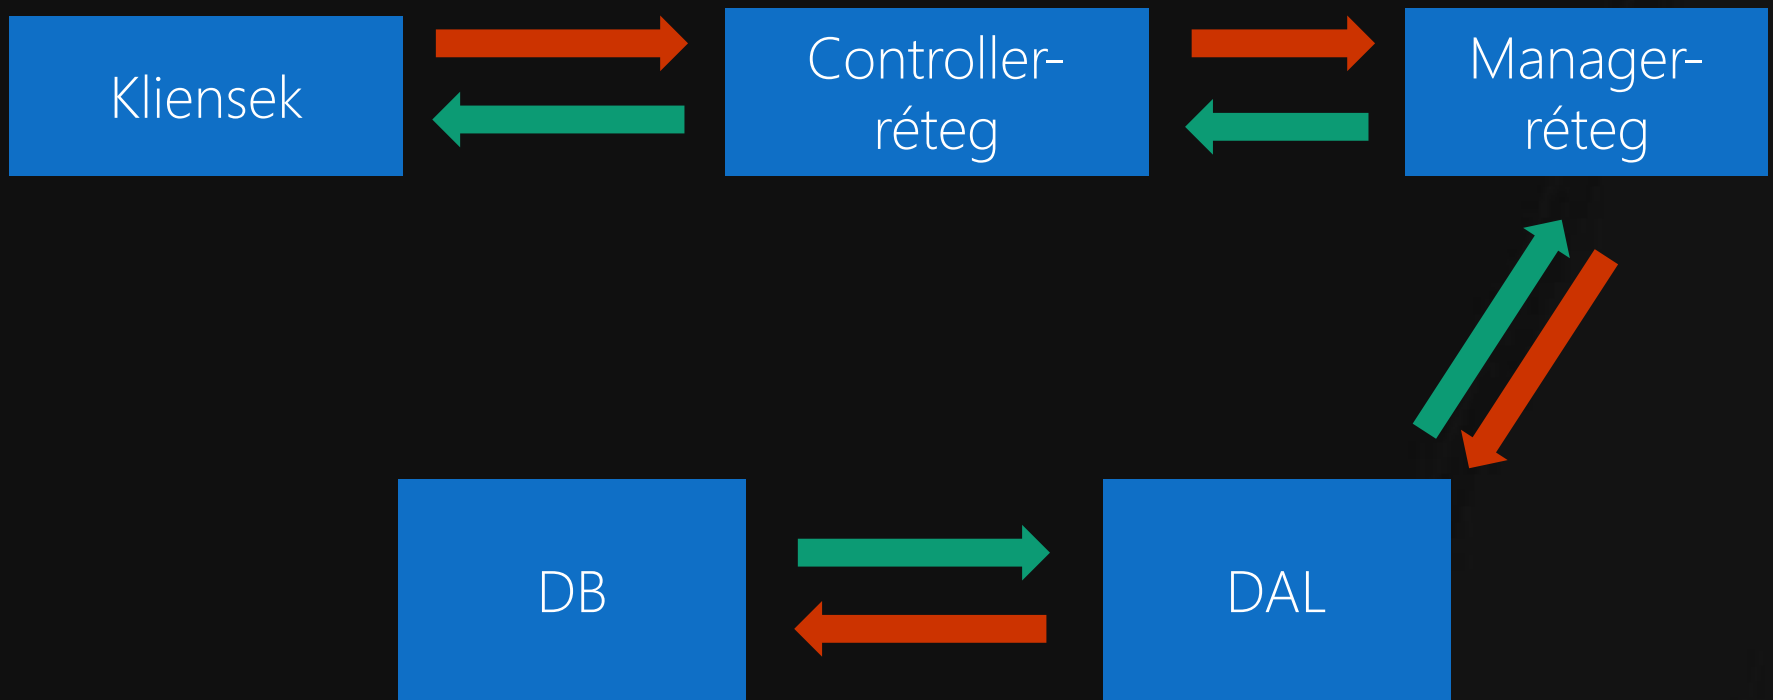 Kliensek
Controller-
réteg
Manager-
réteg
DB
DAL